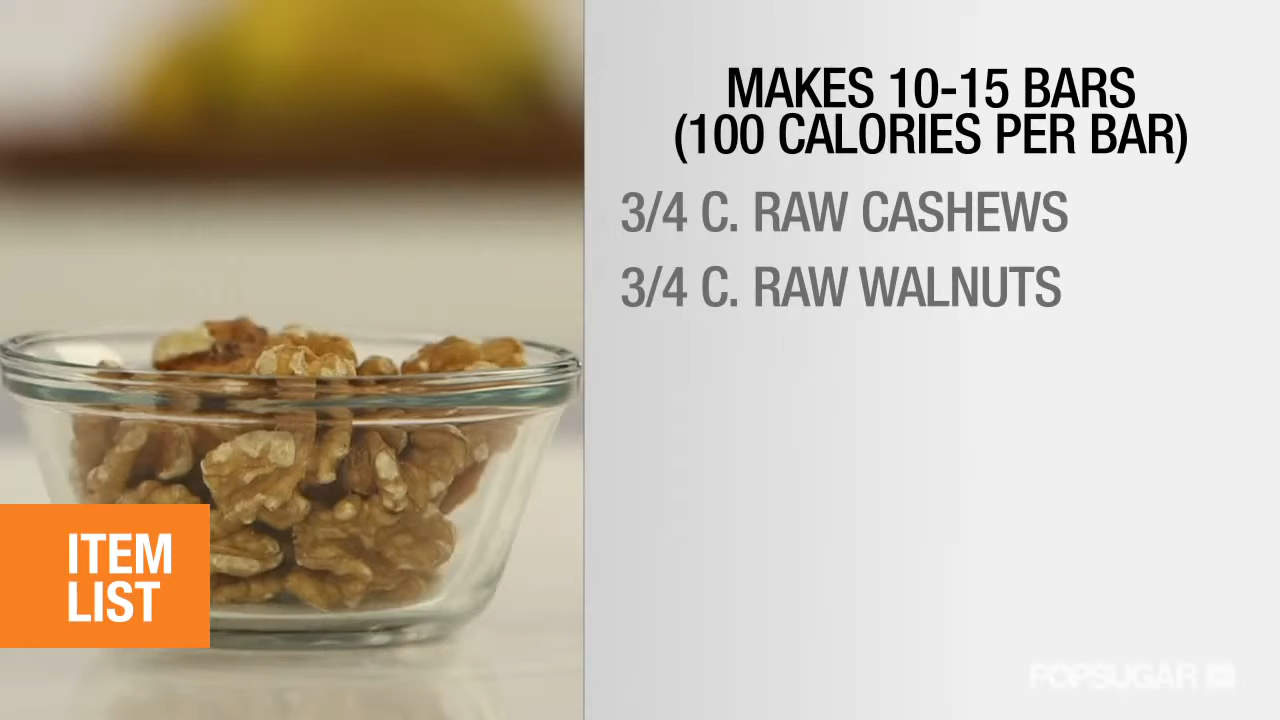 MAKES 10-15 BARS
(100 CALORIES PER BAR)
3/4 C. RAW CASHEWS
3/4 C. RAW WALNUTS
ITEM
LIST
POPSUGAR